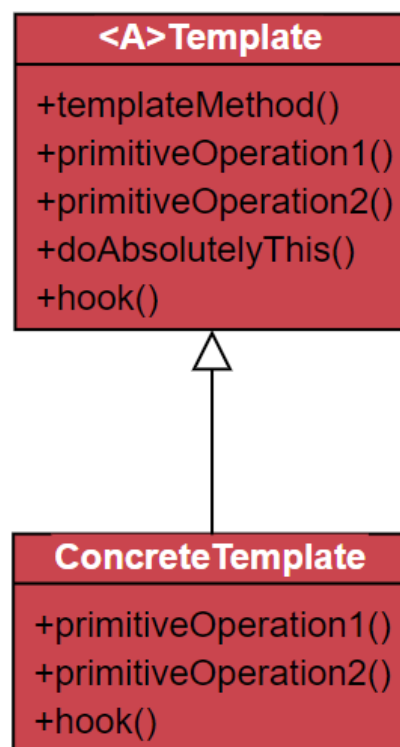 <A>Template
+templateMethod()
+primitiveOperation1()
+primitiveOperation2()
+doAbsolutelyThis()
+hook()
ConcreteTemplate
+primitiveOperation1()
+primitiveOperation2()
+hook()